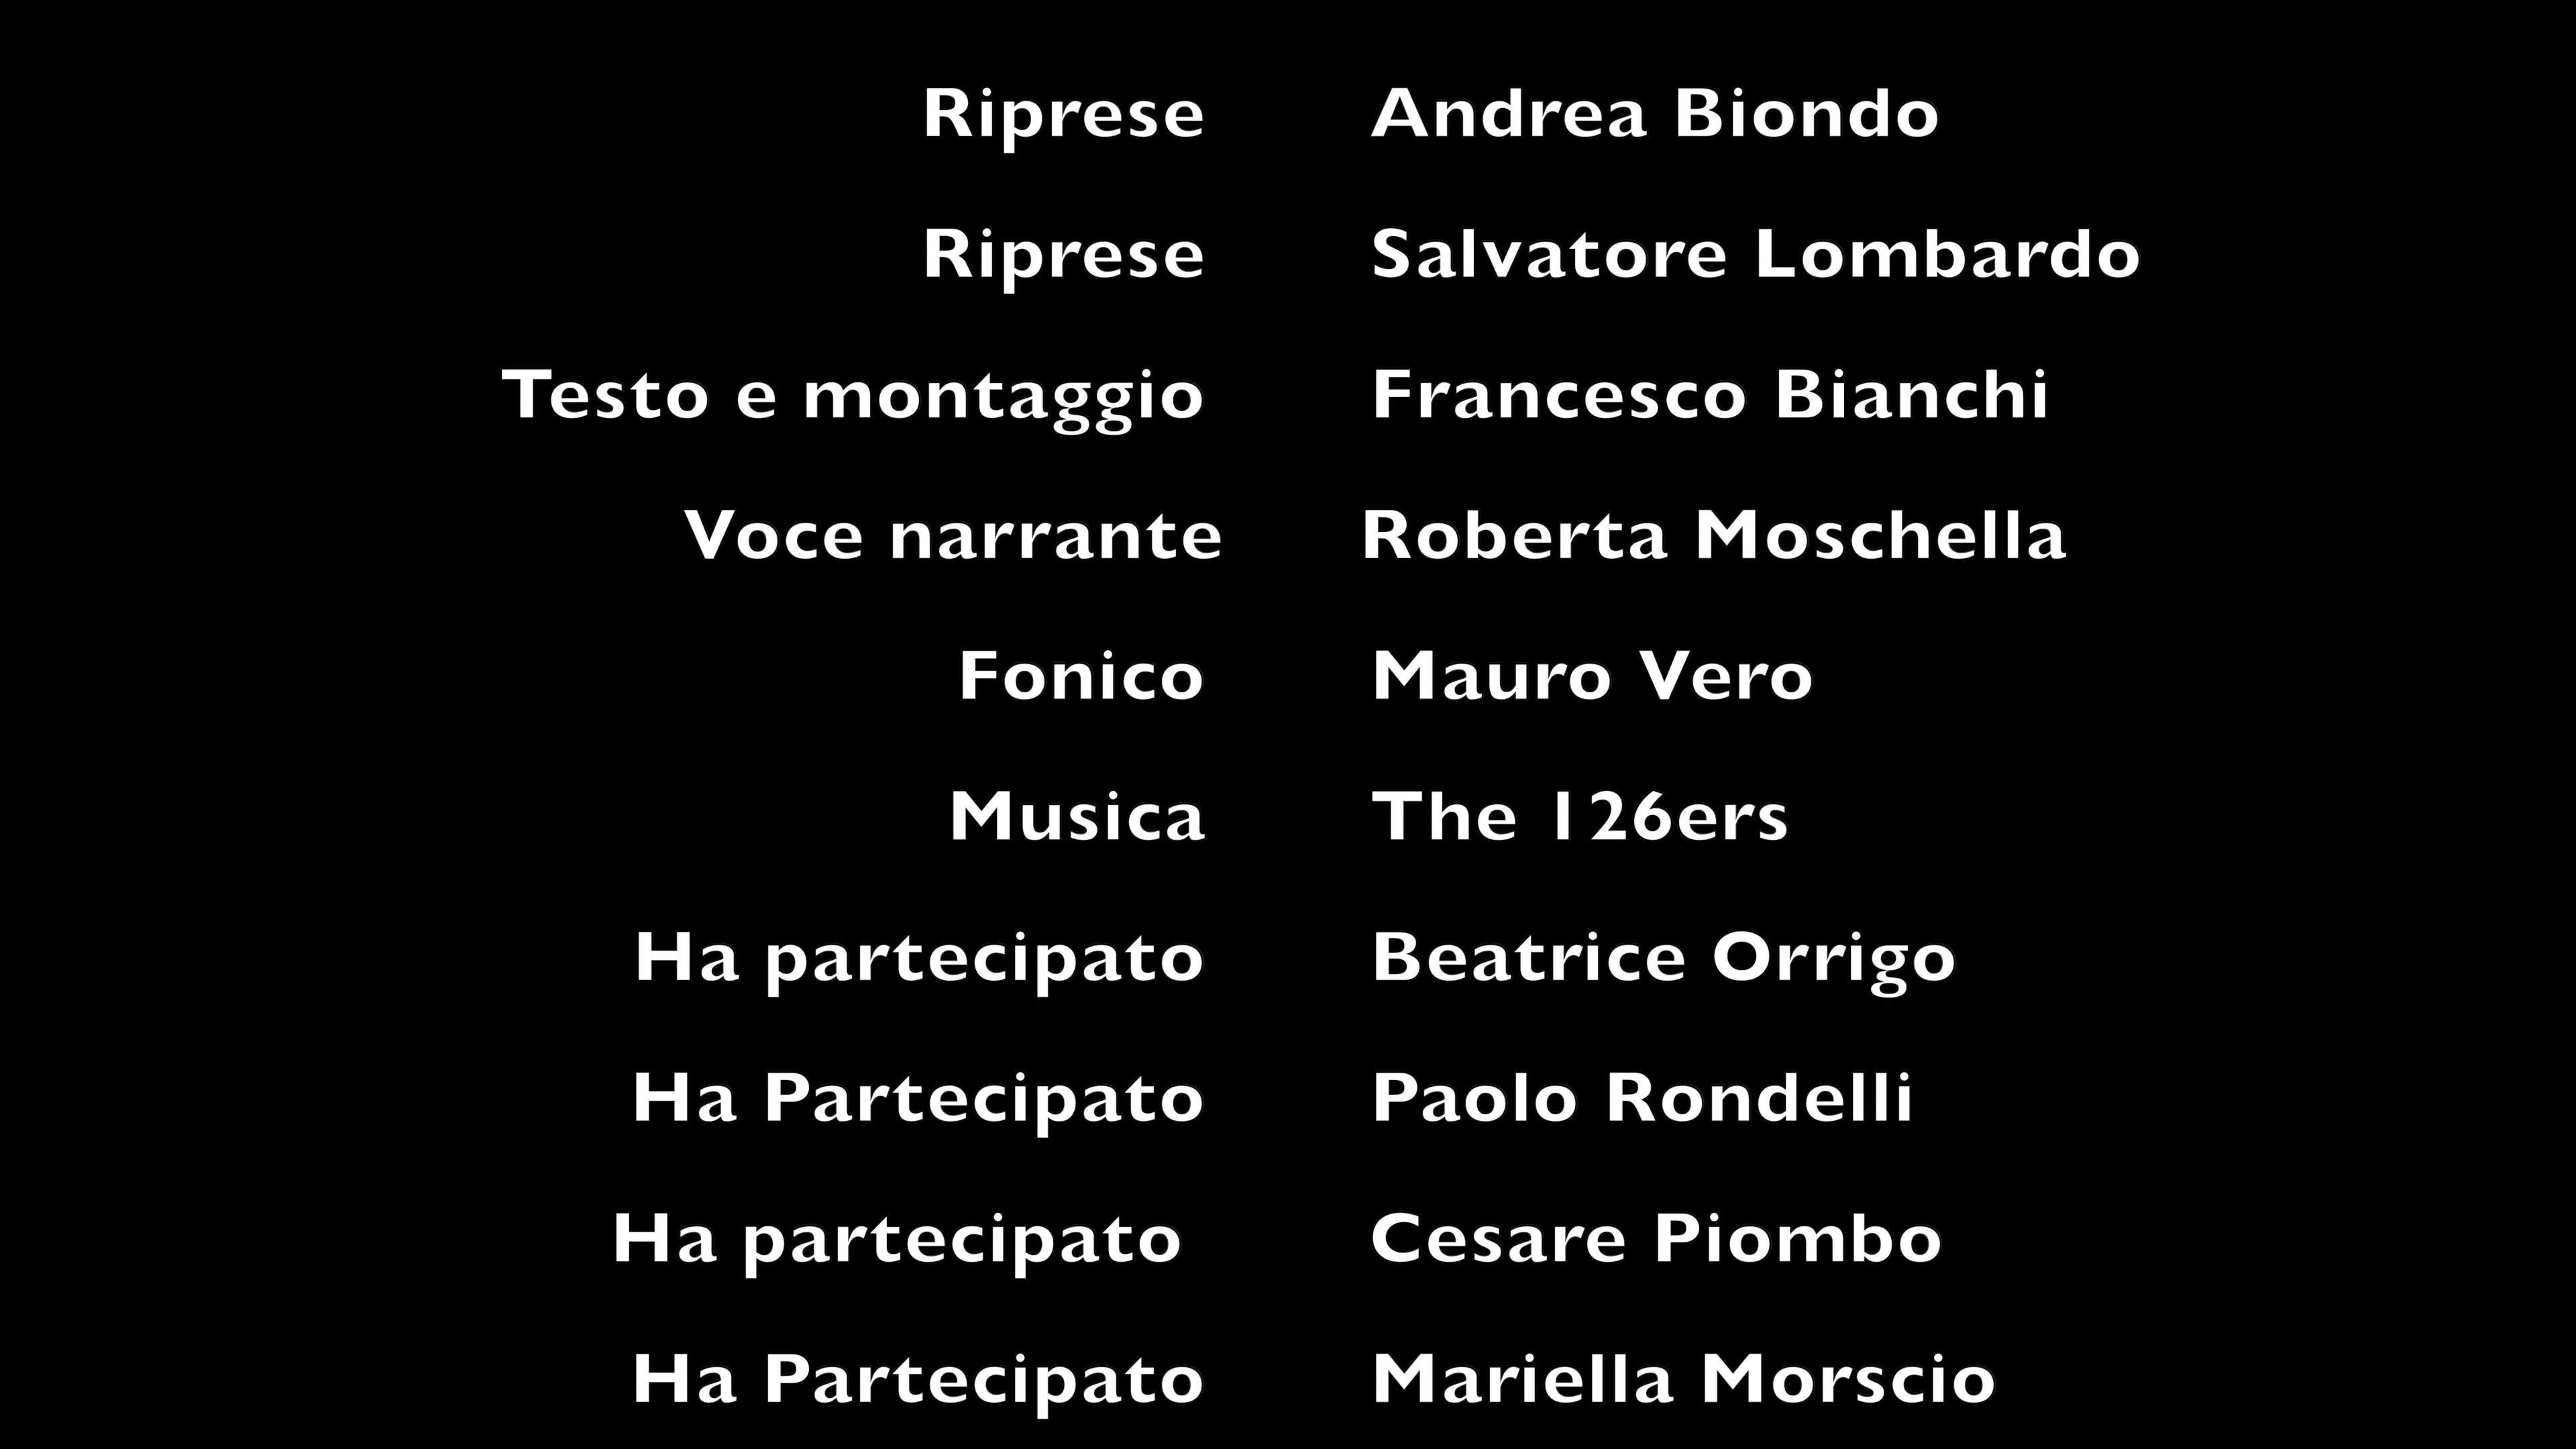 Riprese Andrea Biondo
Riprese Salvatore Lombardo
Testo e montaggio Francesco Bianchi
Voce narrante Roberta Moschella
Fonico Mauro Vero
Musica The 126ers
Ha partecipato Beatrice Orrigo
Ha Partecipato Paolo Rondelli
Ha partecipato Cesare Piombo
Ha Partecipato Mariella Morscio